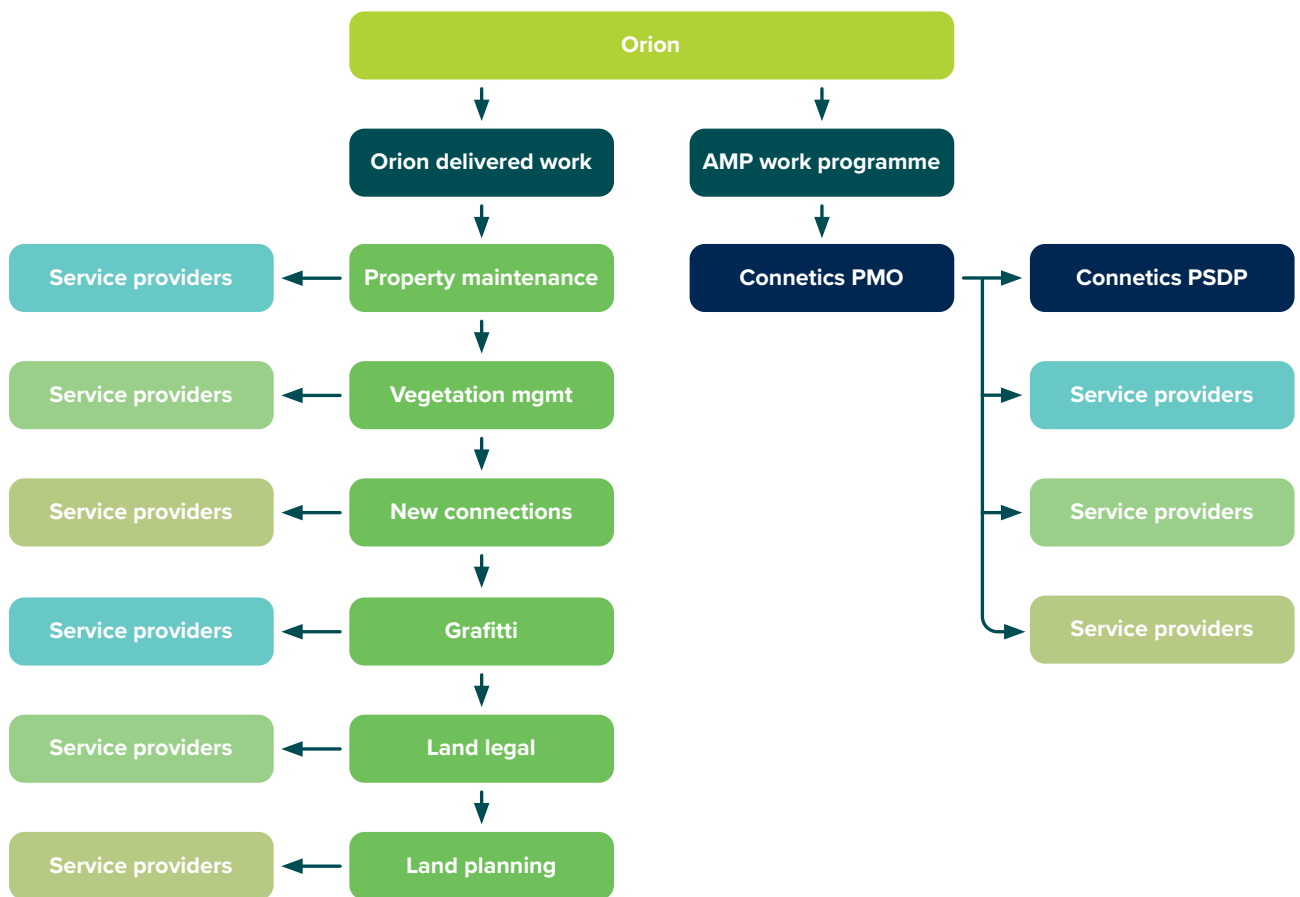 Orion
Orion delivered work
AMP work programme
Service providers
Property maintenance
Connetics PMO
Connetics PSDP
Service providers
Vegetation mgmt
Service providers
Service providers
New connections
Service providers
Service providers
Grafitti
Service providers
Service providers
Land legal
Service providers
Land planning